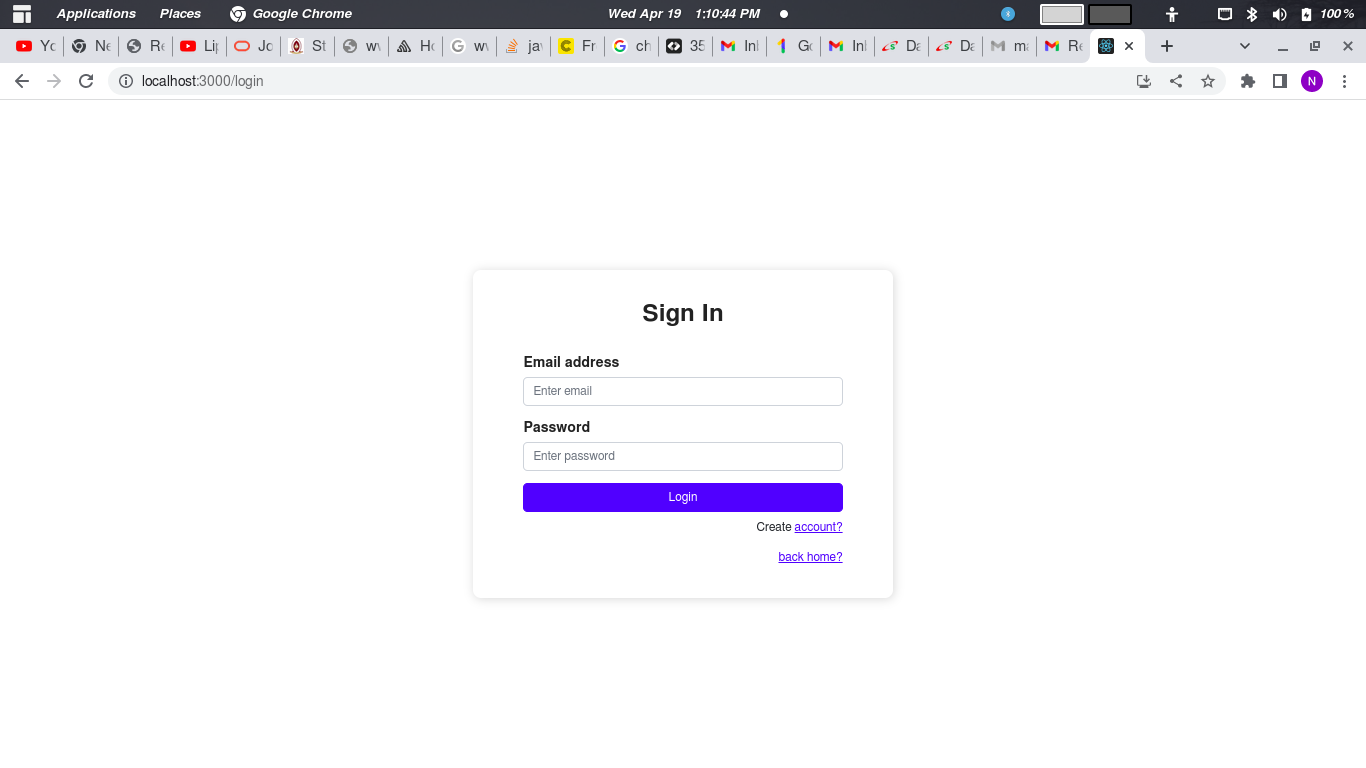 Applications Places Google Chrome Wed Apr 19 1:10:44 PM 100 %
Yo Ne Re Lip Jo St wv Ho wv jav Fr ch 35 Inl Go Inl Da Da ma Re
localhost:3000/login N
Sign In
Email address
Enter email
Password
Enter password
Login
Create account?
back home?